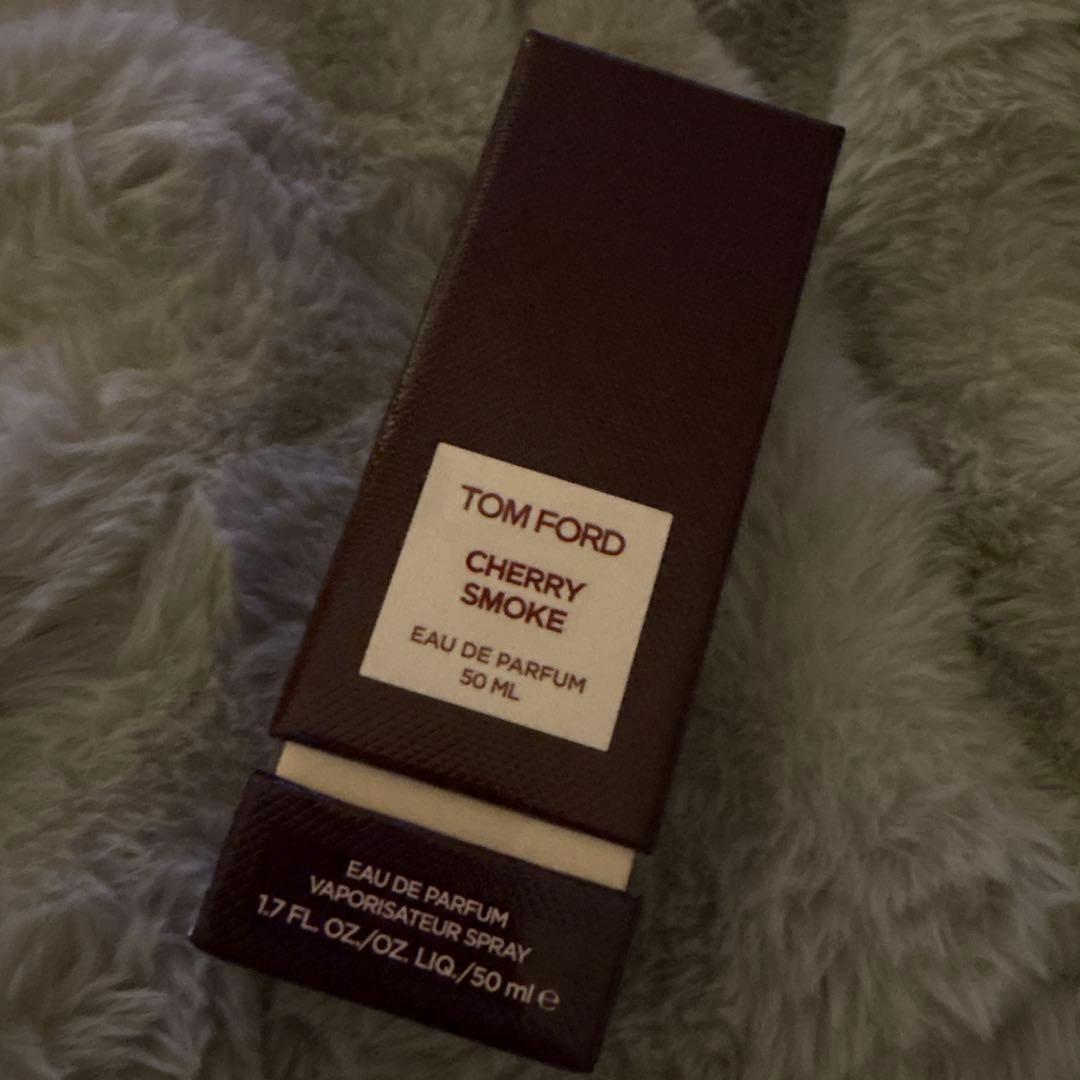 TOM FORD
CHERRY
SMOKE
EAU DE PARFUM
50 ML
EAU DE PARFUM
VAPORISATEUR SPRAY
1.7 FL. OZ./OZ. LIQ./50 ml ℮